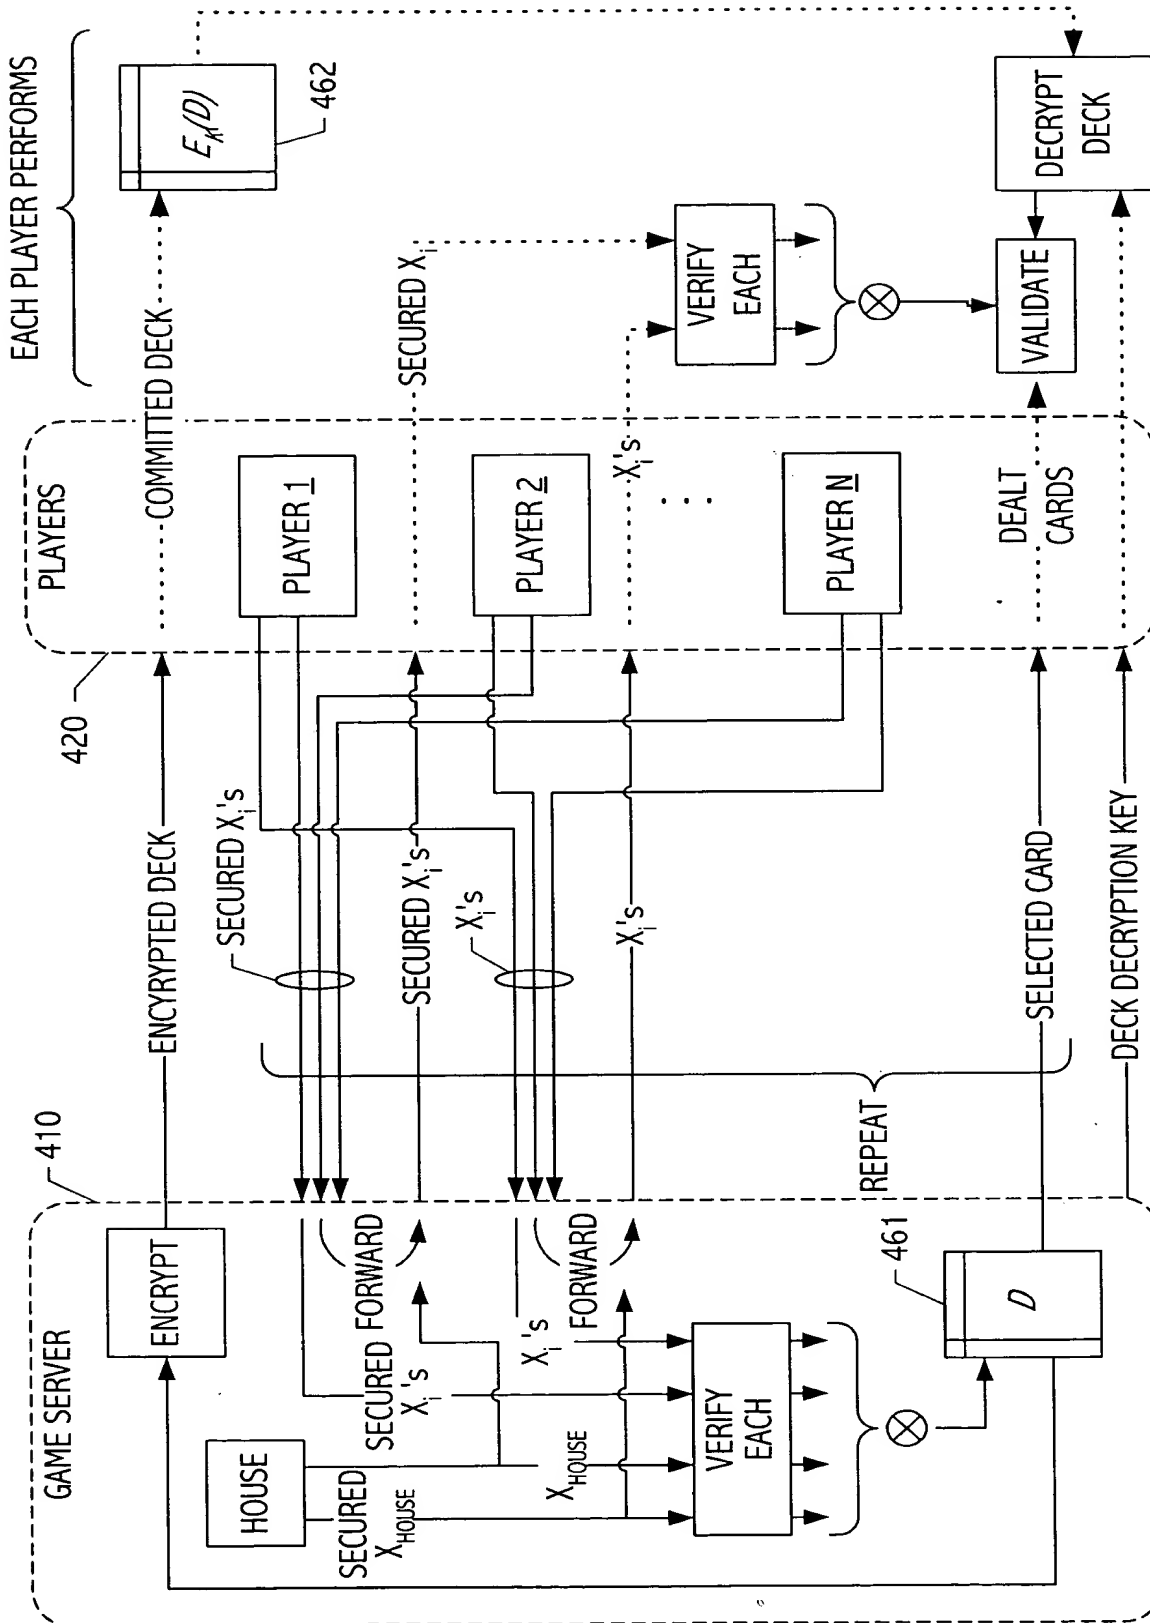 GAME SERVER
410
ENCRYPT
HOUSE
SECURED
X_HOUSE
X_HOUSE
SECURED
X_i's
FORWARD
X_i's
FORWARD
VERIFY
EACH
⊗
461
D
ENCYRYPTED DECK
SECURED X_i's
SECURED X_i's
X_i's
X_i's
REPEAT
SELECTED CARD
DECK DECRYPTION KEY
420
PLAYERS
PLAYER 1
PLAYER 2
. . .
PLAYER N
X_i's
DEALT
CARDS
EACH PLAYER PERFORMS
COMMITTED DECK
E_K(D)
462
SECURED X_i
VERIFY
EACH
⊗
VALIDATE
DECRYPT
DECK